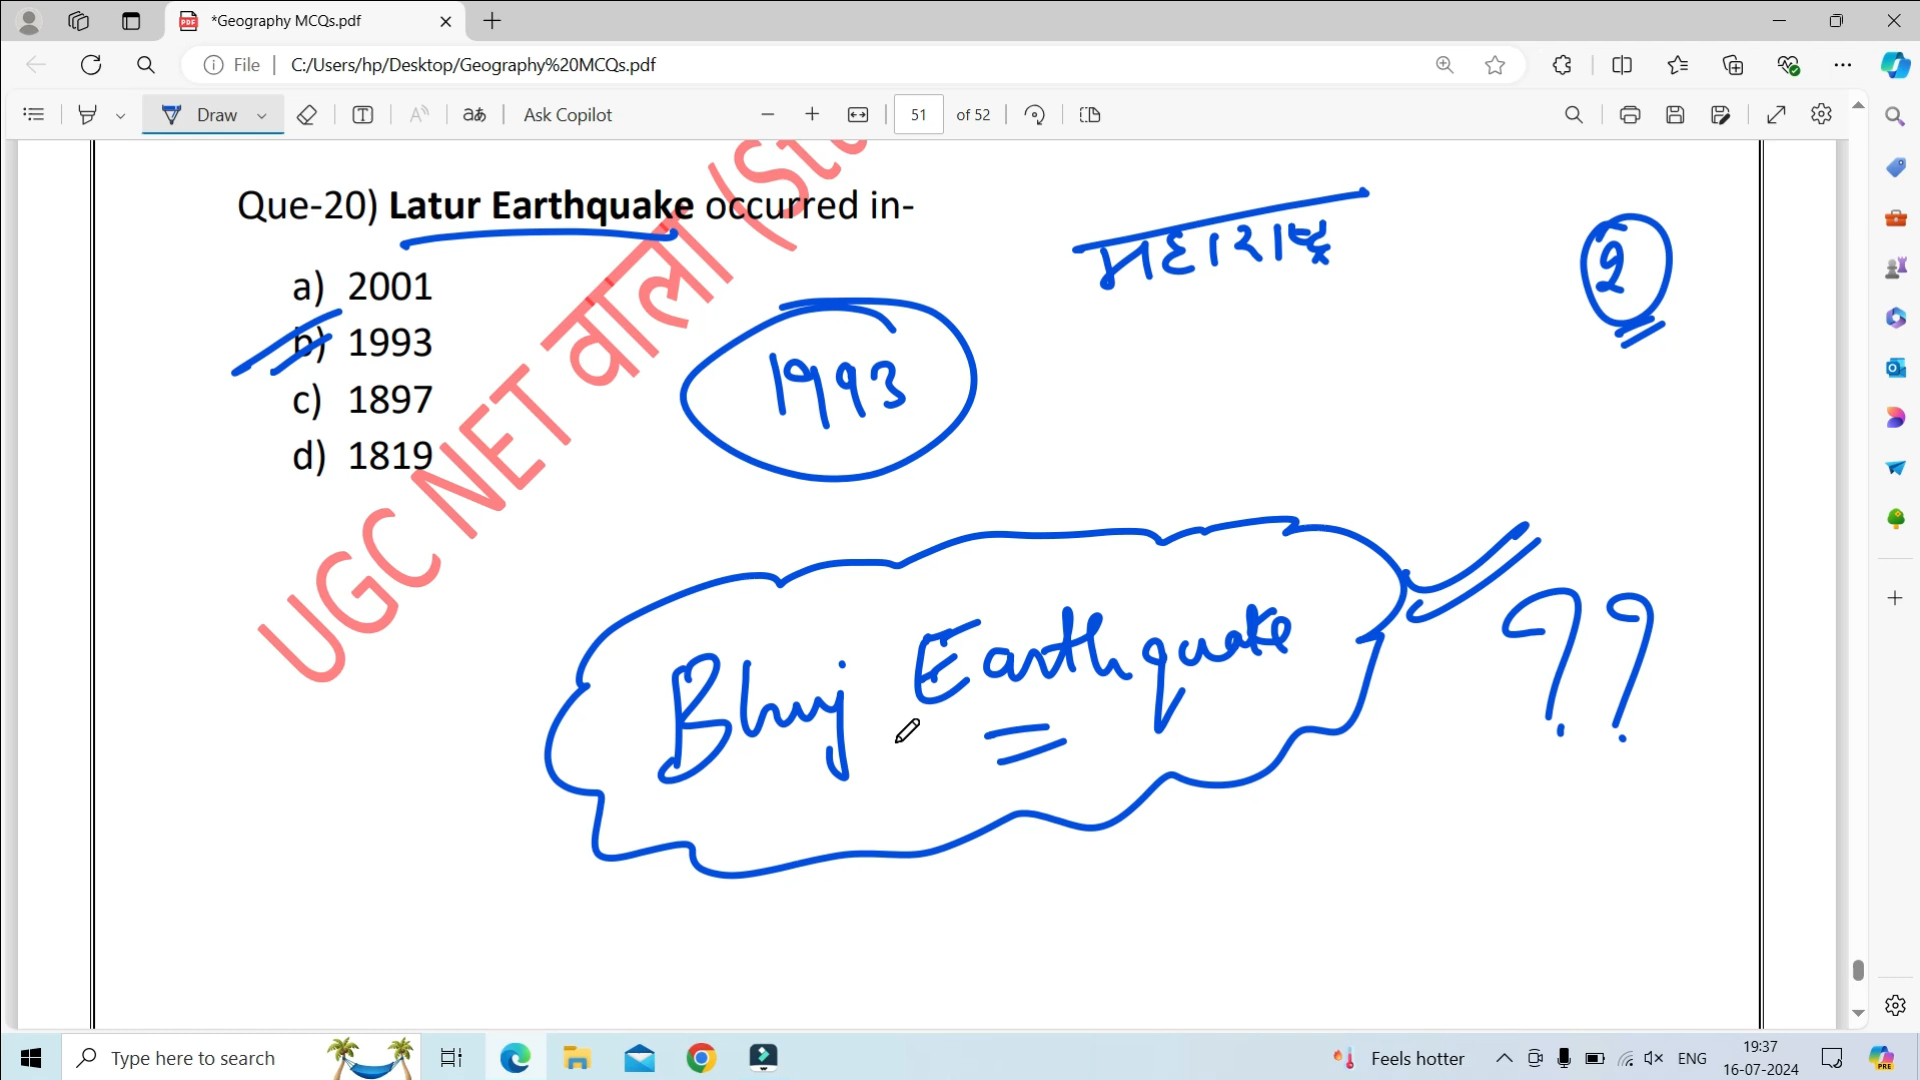 *Geography MCQs.pdf
File
C:/Users/hp/Desktop/Geography%20MCQs.pdf
Draw
Ask Copilot
51 of 52
Que-20) Latur Earthquake occurred in-
a) 2001
b) 1993
c) 1897
d) 1819
महाराष्ट्र
1993
Bhuj Earthquake
??
UGC NET वाला (Stu
Type here to search
Feels hotter
ENG
19:37
16-07-2024
PRE